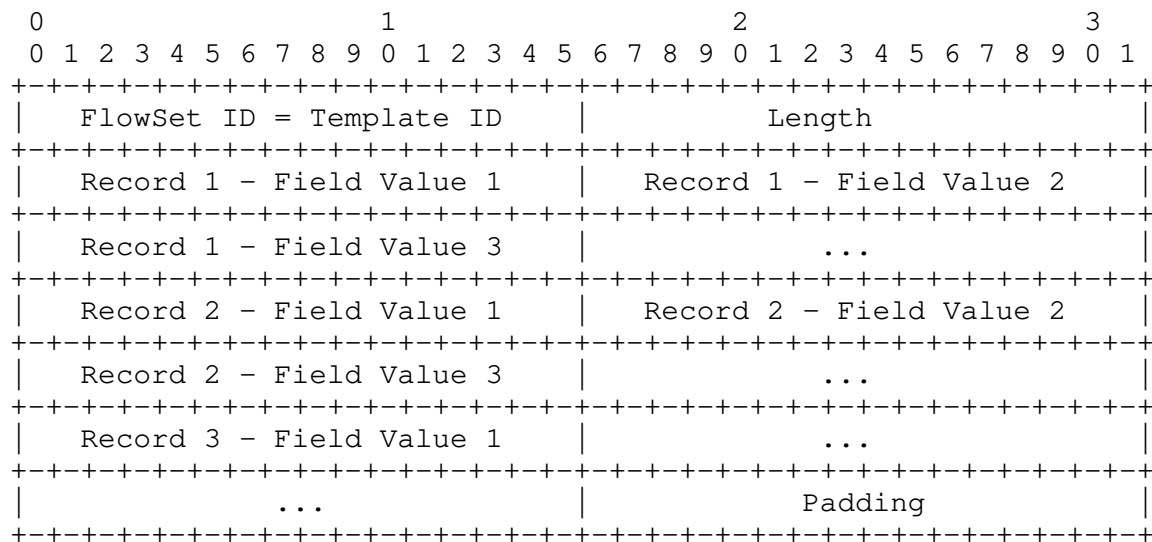 0                   1                   2                   3
 0 1 2 3 4 5 6 7 8 9 0 1 2 3 4 5 6 7 8 9 0 1 2 3 4 5 6 7 8 9 0 1
+-+-+-+-+-+-+-+-+-+-+-+-+-+-+-+-+-+-+-+-+-+-+-+-+-+-+-+-+-+-+-+-+
|   FlowSet ID = Template ID    |          Length               |
+-+-+-+-+-+-+-+-+-+-+-+-+-+-+-+-+-+-+-+-+-+-+-+-+-+-+-+-+-+-+-+-+
|   Record 1 - Field Value 1    |   Record 1 - Field Value 2    |
+-+-+-+-+-+-+-+-+-+-+-+-+-+-+-+-+-+-+-+-+-+-+-+-+-+-+-+-+-+-+-+-+
|   Record 1 - Field Value 3    |             ...               |
+-+-+-+-+-+-+-+-+-+-+-+-+-+-+-+-+-+-+-+-+-+-+-+-+-+-+-+-+-+-+-+-+
|   Record 2 - Field Value 1    |   Record 2 - Field Value 2    |
+-+-+-+-+-+-+-+-+-+-+-+-+-+-+-+-+-+-+-+-+-+-+-+-+-+-+-+-+-+-+-+-+
|   Record 2 - Field Value 3    |             ...               |
+-+-+-+-+-+-+-+-+-+-+-+-+-+-+-+-+-+-+-+-+-+-+-+-+-+-+-+-+-+-+-+-+
|   Record 3 - Field Value 1    |             ...               |
+-+-+-+-+-+-+-+-+-+-+-+-+-+-+-+-+-+-+-+-+-+-+-+-+-+-+-+-+-+-+-+-+
|              ...              |            Padding            |
+-+-+-+-+-+-+-+-+-+-+-+-+-+-+-+-+-+-+-+-+-+-+-+-+-+-+-+-+-+-+-+-+